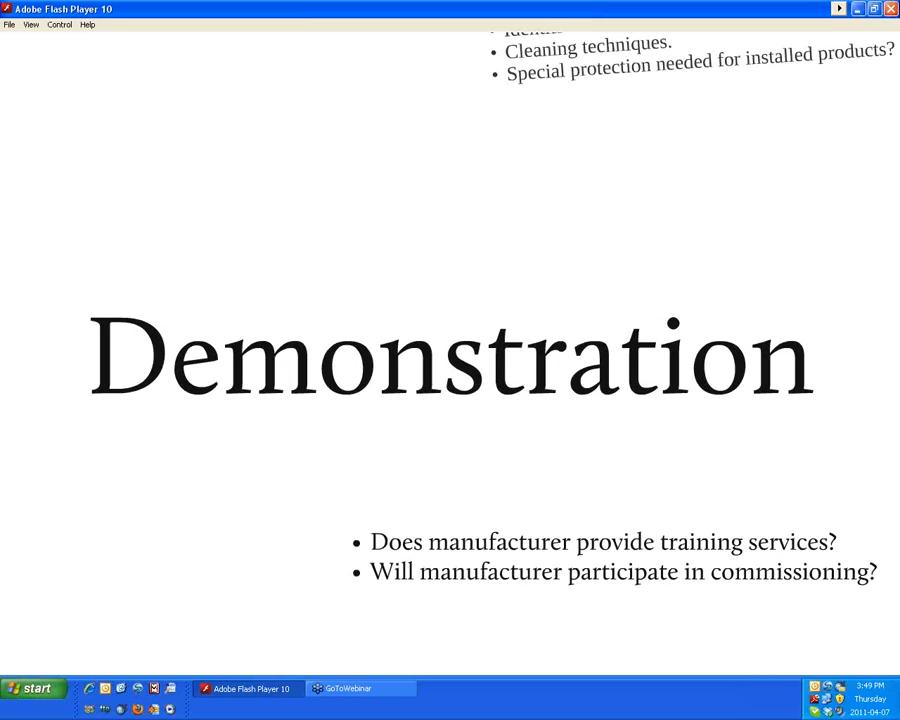 Adobe Flash Player 10
File View Control Help
• Cleaning techniques.
• Special protection needed for installed products?
Demonstration
• Does manufacturer provide training services?
• Will manufacturer participate in commissioning?
start
Adobe Flash Player 10
GoToWebinar
3:49 PM
Thursday
2011-04-07